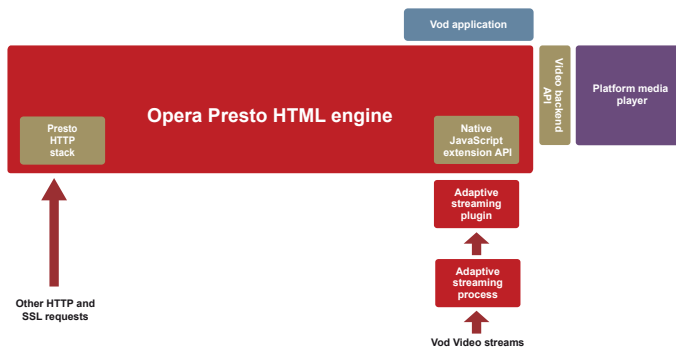 Vod application
Opera Presto HTML engine
Presto
HTTP
stack
Native
JavaScript
extension API
Video backend
API
Platform media
player
Adaptive
streaming
plugin
Adaptive
streaming
process
Other HTTP and
SSL requests
Vod Video streams